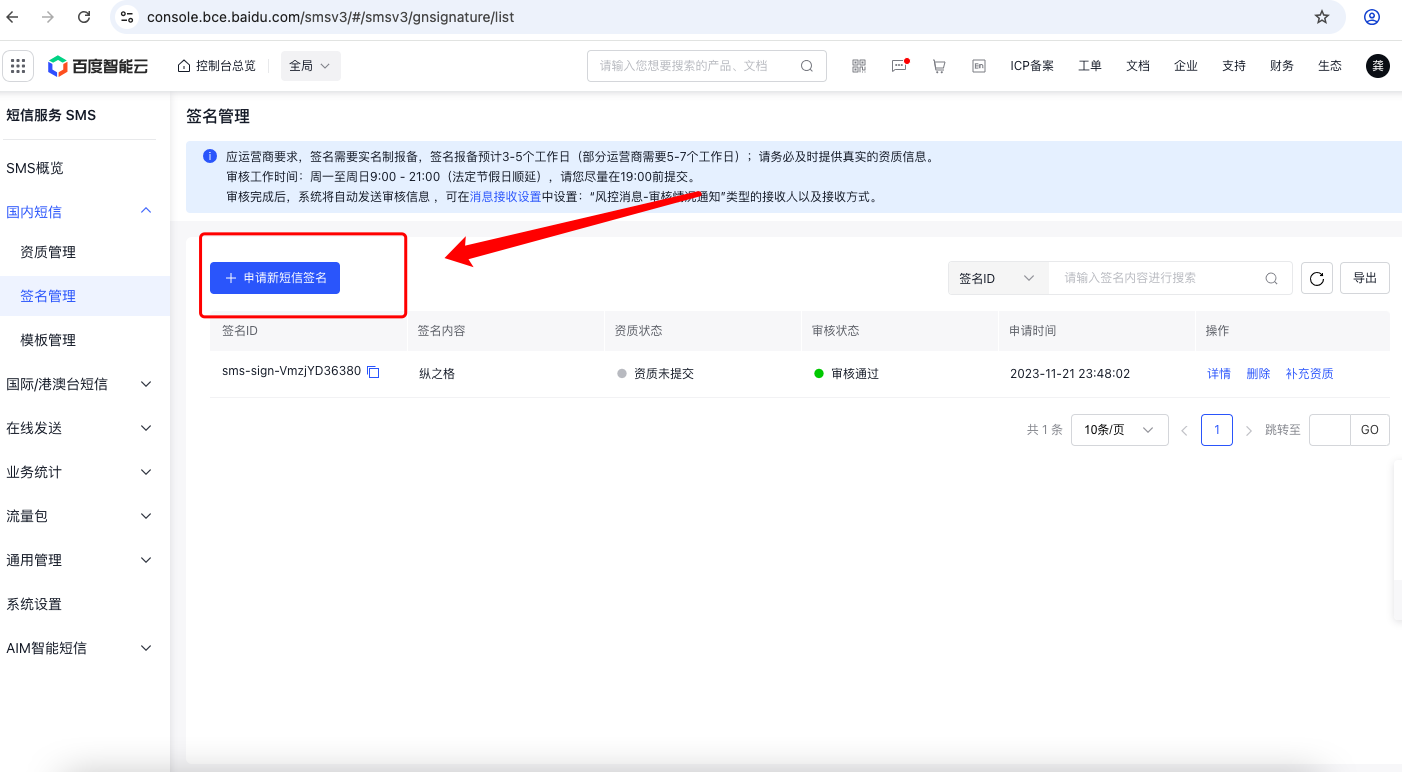 console.bce.baidu.com/smsv3/#/smsv3/gnsignature/list
百度智能云
控制台总览
全局
请输入您想要搜索的产品、文档
En
ICP备案
工单
文档
企业
支持
财务
生态
龚
短信服务 SMS
SMS概览
国内短信
资质管理
签名管理
模板管理
国际/港澳台短信
在线发送
业务统计
流量包
通用管理
系统设置
AIM智能短信
签名管理
应运营商要求，签名需要实名制报备，签名报备预计3-5个工作日（部分运营商需要5-7个工作日）；请务必及时提供真实的资质信息。
审核工作时间：周一至周日9:00 - 21:00（法定节假日顺延），请您尽量在19:00前提交。
审核完成后，系统将自动发送审核信息 ，可在消息接收设置中设置：“风控消息-审核情况通知”类型的接收人以及接收方式。
申请新短信签名
签名ID
请输入签名内容进行搜索
导出
签名ID 签名内容 资质状态 审核状态 申请时间 操作
sms-sign-VmzjYD36380 纵之格 资质未提交 审核通过 2023-11-21 23:48:02 详情 删除 补充资质
共 1 条 10条/页 1 跳转至 GO